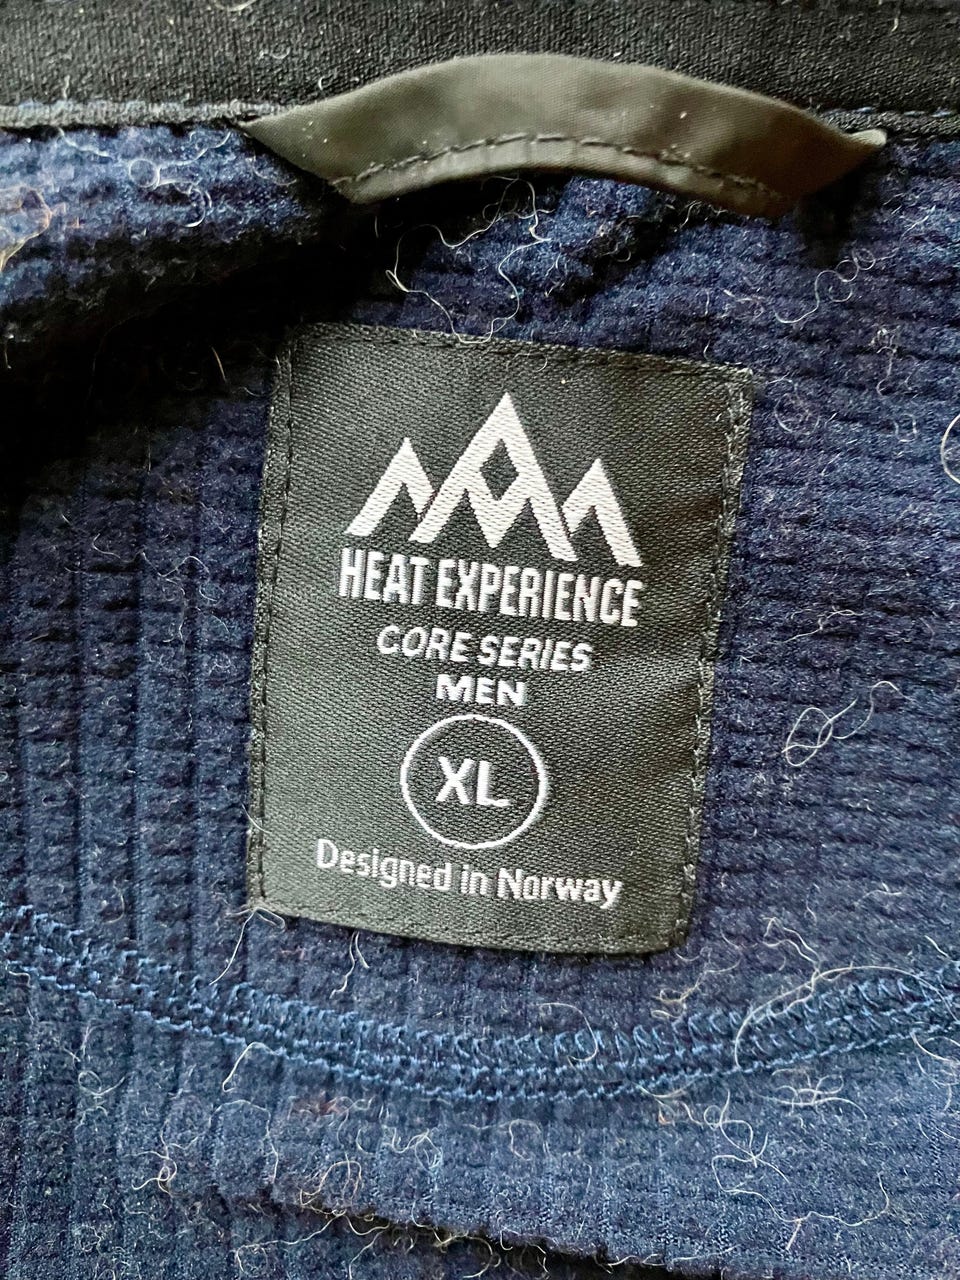 HEAT EXPERIENCE
CORE SERIES
MEN
XL
Designed in Norway